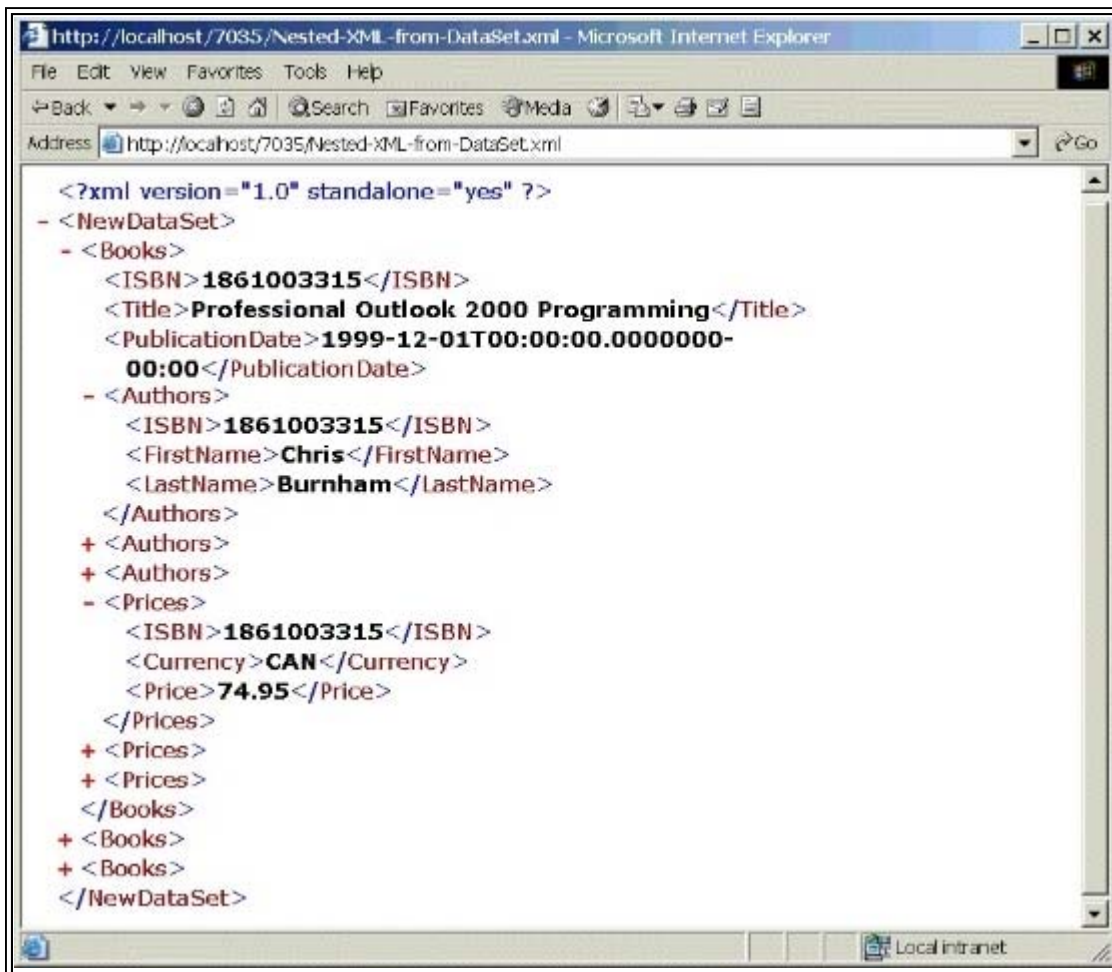 http://localhost/7035/Nested-XML-from-DataSet.xml - Microsoft Internet Explorer
File Edit View Favorites Tools Help
Back Search Favorites Media
Address http://localhost/7035/Nested-XML-from-DataSet.xml Go
<?xml version="1.0" standalone="yes" ?>
- <NewDataSet>
- <Books>
<ISBN>1861003315</ISBN>
<Title>Professional Outlook 2000 Programming</Title>
<PublicationDate>1999-12-01T00:00:00.0000000-
00:00</PublicationDate>
- <Authors>
<ISBN>1861003315</ISBN>
<FirstName>Chris</FirstName>
<LastName>Burnham</LastName>
</Authors>
+ <Authors>
+ <Authors>
- <Prices>
<ISBN>1861003315</ISBN>
<Currency>CAN</Currency>
<Price>74.95</Price>
</Prices>
+ <Prices>
+ <Prices>
</Books>
+ <Books>
+ <Books>
</NewDataSet>
Local intranet